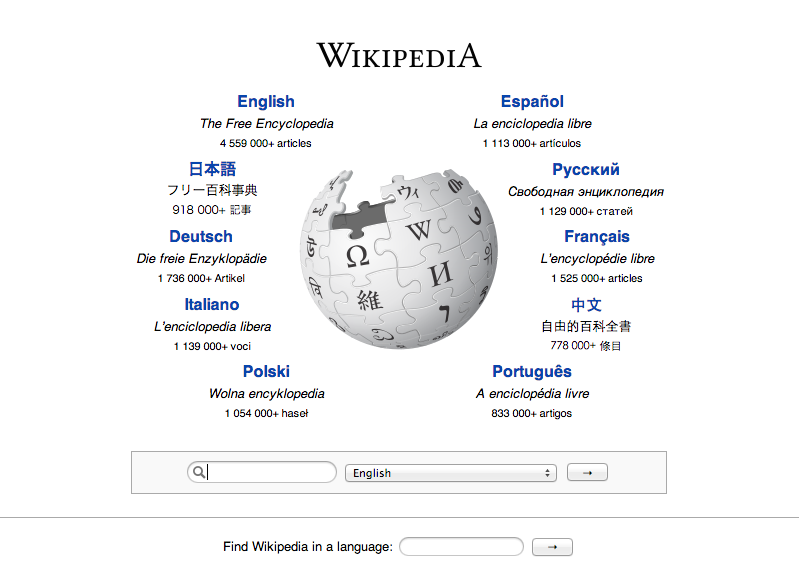 WIKIPEDIA
English
The Free Encyclopedia
4 559 000+ articles
Español
La enciclopedia libre
1 113 000+ artículos
日本語
フリー百科事典
918 000+ 記事
Русский
Свободная энциклопедия
1 129 000+ статей
Deutsch
Die freie Enzyklopädie
1 736 000+ Artikel
Français
L'encyclopédie libre
1 525 000+ articles
Italiano
L'enciclopedia libera
1 139 000+ voci
中文
自由的百科全書
778 000+ 條目
Polski
Wolna encyklopedia
1 054 000+ haseł
Português
A enciclopédia livre
833 000+ artigos
ウィ
Ω W
維 И
English →
Find Wikipedia in a language: →